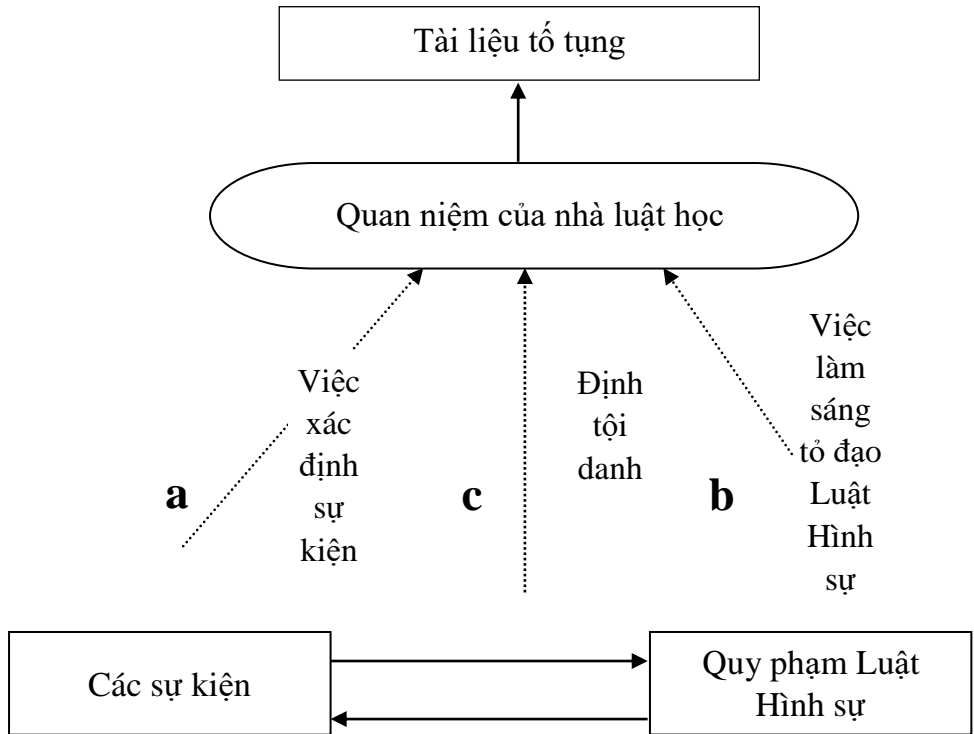 Tài liệu tố tụng
Quan niệm của nhà luật học
a
Việc
xác
định
sự
kiện
c
Định
tội
danh
b
Việc
làm
sáng
tỏ đạo
Luật
Hình
sự
Các sự kiện
Quy phạm Luật
Hình sự